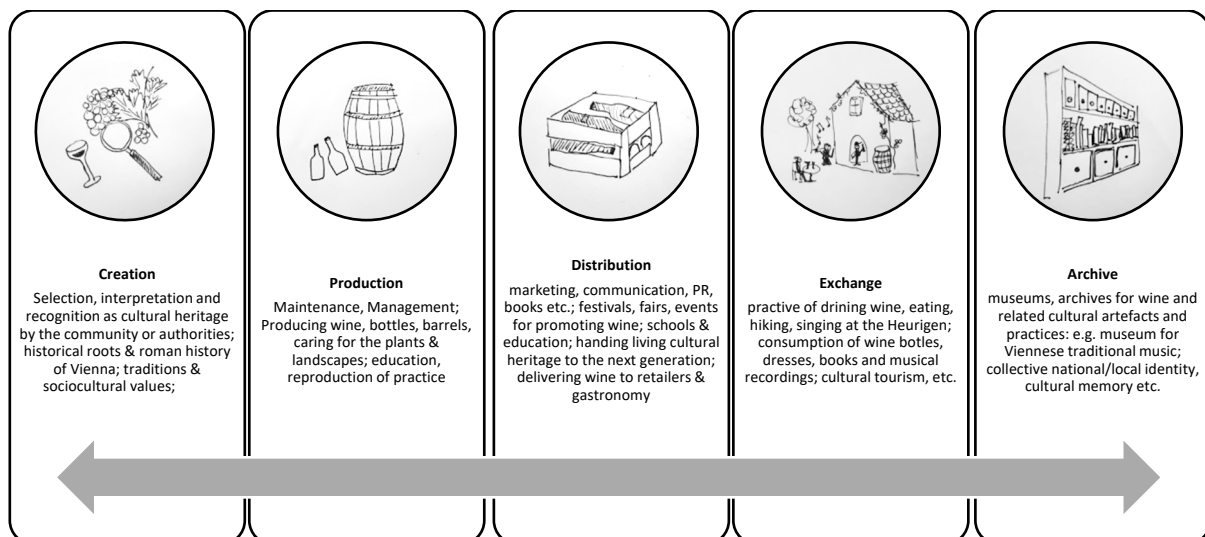 Creation
Selection, interpretation and
recognition as cultural heritage
by the community or authorities;
historical roots & roman history
of Vienna; traditions &
sociocultural values;
Production
Maintenance, Management;
Producing wine, bottles, barrels,
caring for the plants &
landscapes; education,
reproduction of practice
Distribution
marketing, communication, PR,
books etc.; festivals, fairs, events
for promoting wine; schools &
education; handing living cultural
heritage to the next generation;
delivering wine to retailers &
gastronomy
Exchange
practive of drining wine, eating,
hiking, singing at the Heurigen;
consumption of wine botles,
dresses, books and musical
recordings; cultural tourism, etc.
Archive
museums, archives for wine and
related cultural artefacts and
practices: e.g. museum for
Viennese traditional music;
collective national/local identity,
cultural memory etc.